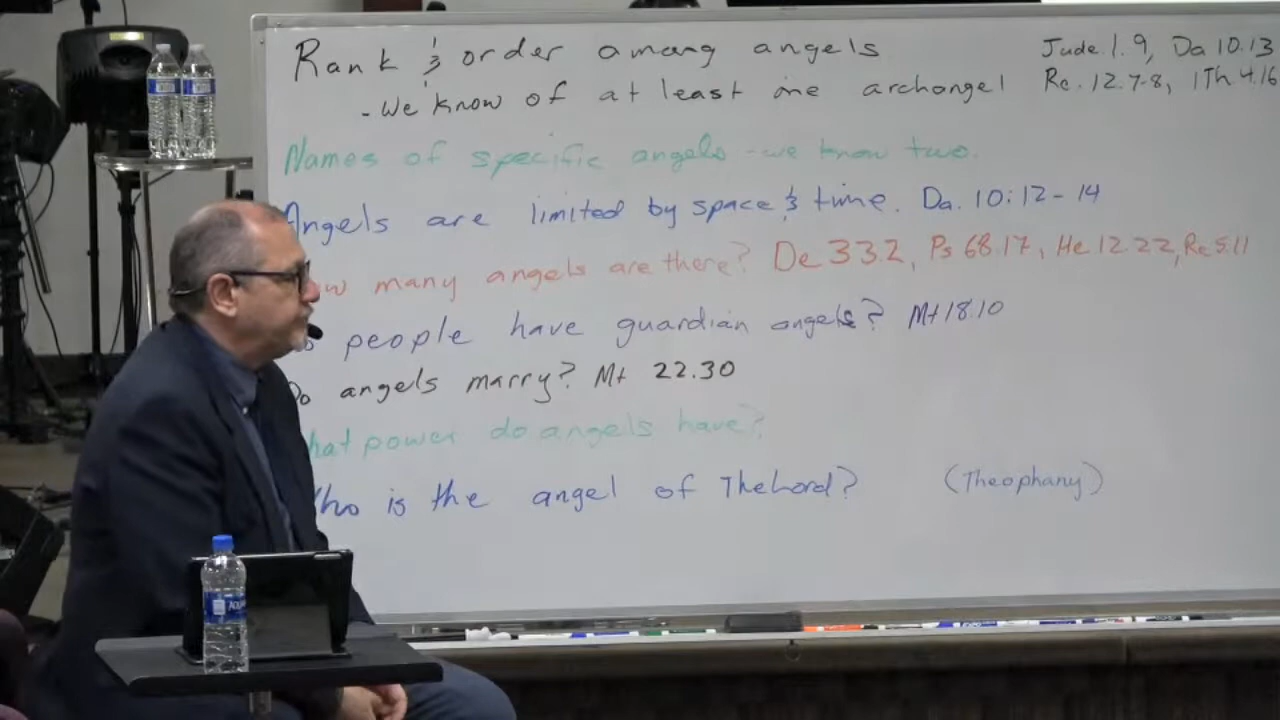 Rank & order among angels Jude.1.9, Da 10.13
- We know of at least one archangel Re. 12.7-8, 1Th 4.16
Names of specific angels - we know two.
Angels are limited by space & time. Da. 10:12-14
ow many angels are there? De 33.2, Ps 68.17, He 12.22, Re 5.11
o people have guardian angels? Mt 18.10
Do angels marry? Mt 22.30
hat power do angels have?
Who is the angel of The Lord? (Theophany)